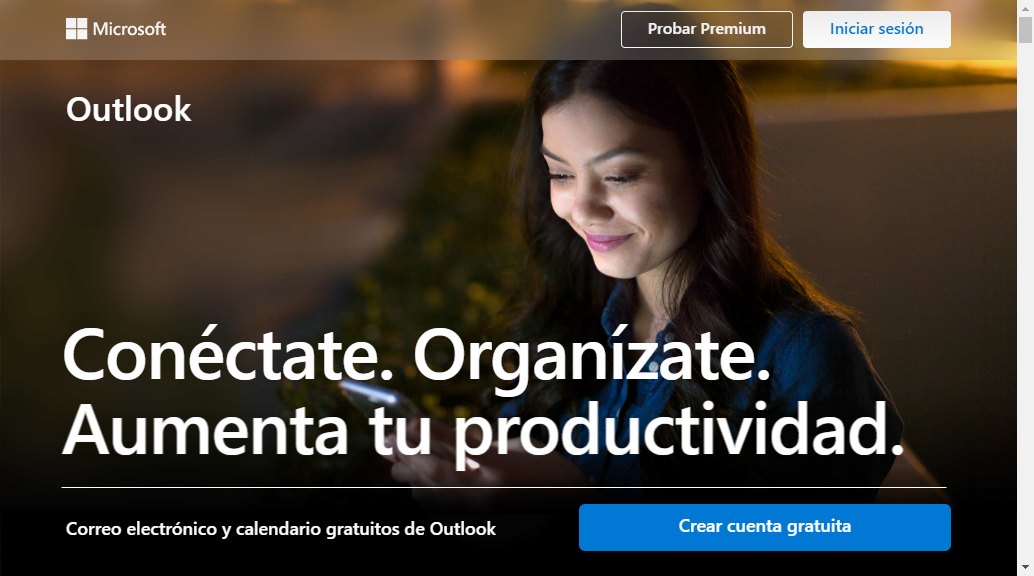 Microsoft
Probar Premium
Iniciar sesión
Outlook
Conéctate. Organízate.
Aumenta tu productividad.
Correo electrónico y calendario gratuitos de Outlook
Crear cuenta gratuita